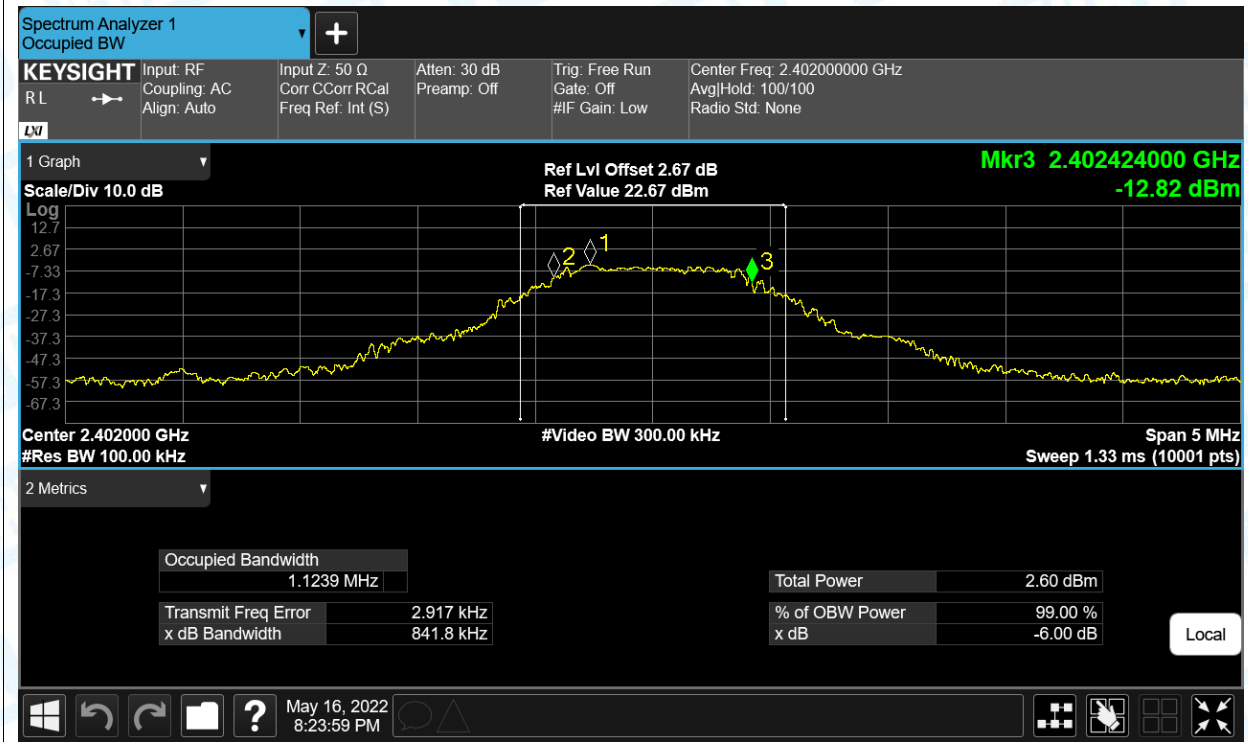 Spectrum Analyzer 1
Occupied BW
KEYSIGHT Input: RF Input Z: 50 Ω Atten: 30 dB Trig: Free Run Center Freq: 2.402000000 GHz
R L Coupling: AC Corr CCorr RCal Preamp: Off Gate: Off Avg|Hold: 100/100
Align: Auto Freq Ref: Int (S) #IF Gain: Low Radio Std: None
LXI
1 Graph Ref Lvl Offset 2.67 dB Mkr3 2.402424000 GHz
Scale/Div 10.0 dB Ref Value 22.67 dBm -12.82 dBm
Log
12.7
2.67
-7.33
-17.3
-27.3
-37.3
-47.3
-57.3
-67.3
2 1 3
Center 2.402000 GHz #Video BW 300.00 kHz Span 5 MHz
#Res BW 100.00 kHz Sweep 1.33 ms (10001 pts)
2 Metrics
Occupied Bandwidth
1.1239 MHz Total Power 2.60 dBm
Transmit Freq Error 2.917 kHz % of OBW Power 99.00 %
x dB Bandwidth 841.8 kHz x dB -6.00 dB
Local
? May 16, 2022
8:23:59 PM